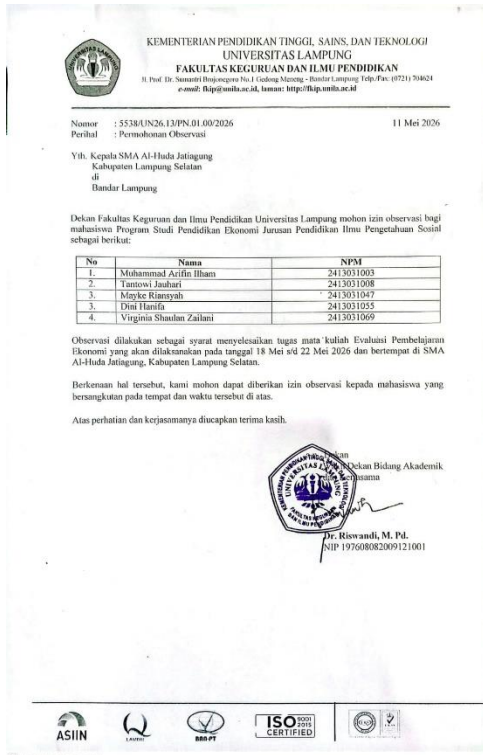 KEMENTERIAN PENDIDIKAN TINGGI, SAINS, DAN TEKNOLOGI
UNIVERSITAS LAMPUNG
FAKULTAS KEGURUAN DAN ILMU PENDIDIKAN
Jl. Prof. Dr. Sumantri Brojonegoro No.1 Gedong Meneng - Bandar Lampung Telp./Fax: (0721) 704624
e-mail: fkip@unila.ac.id, laman: http://fkip.unila.ac.id
Nomor : 5538/UN26.13/PN.01.00/2026 11 Mei 2026
Perihal : Permohonan Observasi
Yth. Kepala SMA Al-Huda Jatiagung
Kabupaten Lampung Selatan
di
Bandar Lampung
Dekan Fakultas Keguruan dan Ilmu Pendidikan Universitas Lampung mohon izin observasi bagi
mahasiswa Program Studi Pendidikan Ekonomi Jurusan Pendidikan Ilmu Pengetahuan Sosial
sebagai berikut:
No Nama NPM
1. Muhammad Arifin Ilham 2413031003
2. Tantowi Jauhari 2413031008
3. Mayke Riansyah 2413031047
3. Dini Hanifa 2413031055
4. Virginia Shaulan Zailani 2413031069
Observasi dilakukan sebagai syarat menyelesaikan tugas mata kuliah Evaluasi Pembelajaran
Ekonomi yang akan dilaksanakan pada tanggal 18 Mei s/d 22 Mei 2026 dan bertempat di SMA
Al-Huda Jatiagung, Kabupaten Lampung Selatan.
Berkenaan hal tersebut, kami mohon dapat diberikan izin observasi kepada mahasiswa yang
bersangkutan pada tempat dan waktu tersebut di atas.
Atas perhatian dan kerjasamanya diucapkan terima kasih.
Dekan Bidang Akademik
Dr. Riswandi, M. Pd.
NIP 197608082009121001
ASIIN
BAN-PT
ISO 9001 2015
CERTIFIED